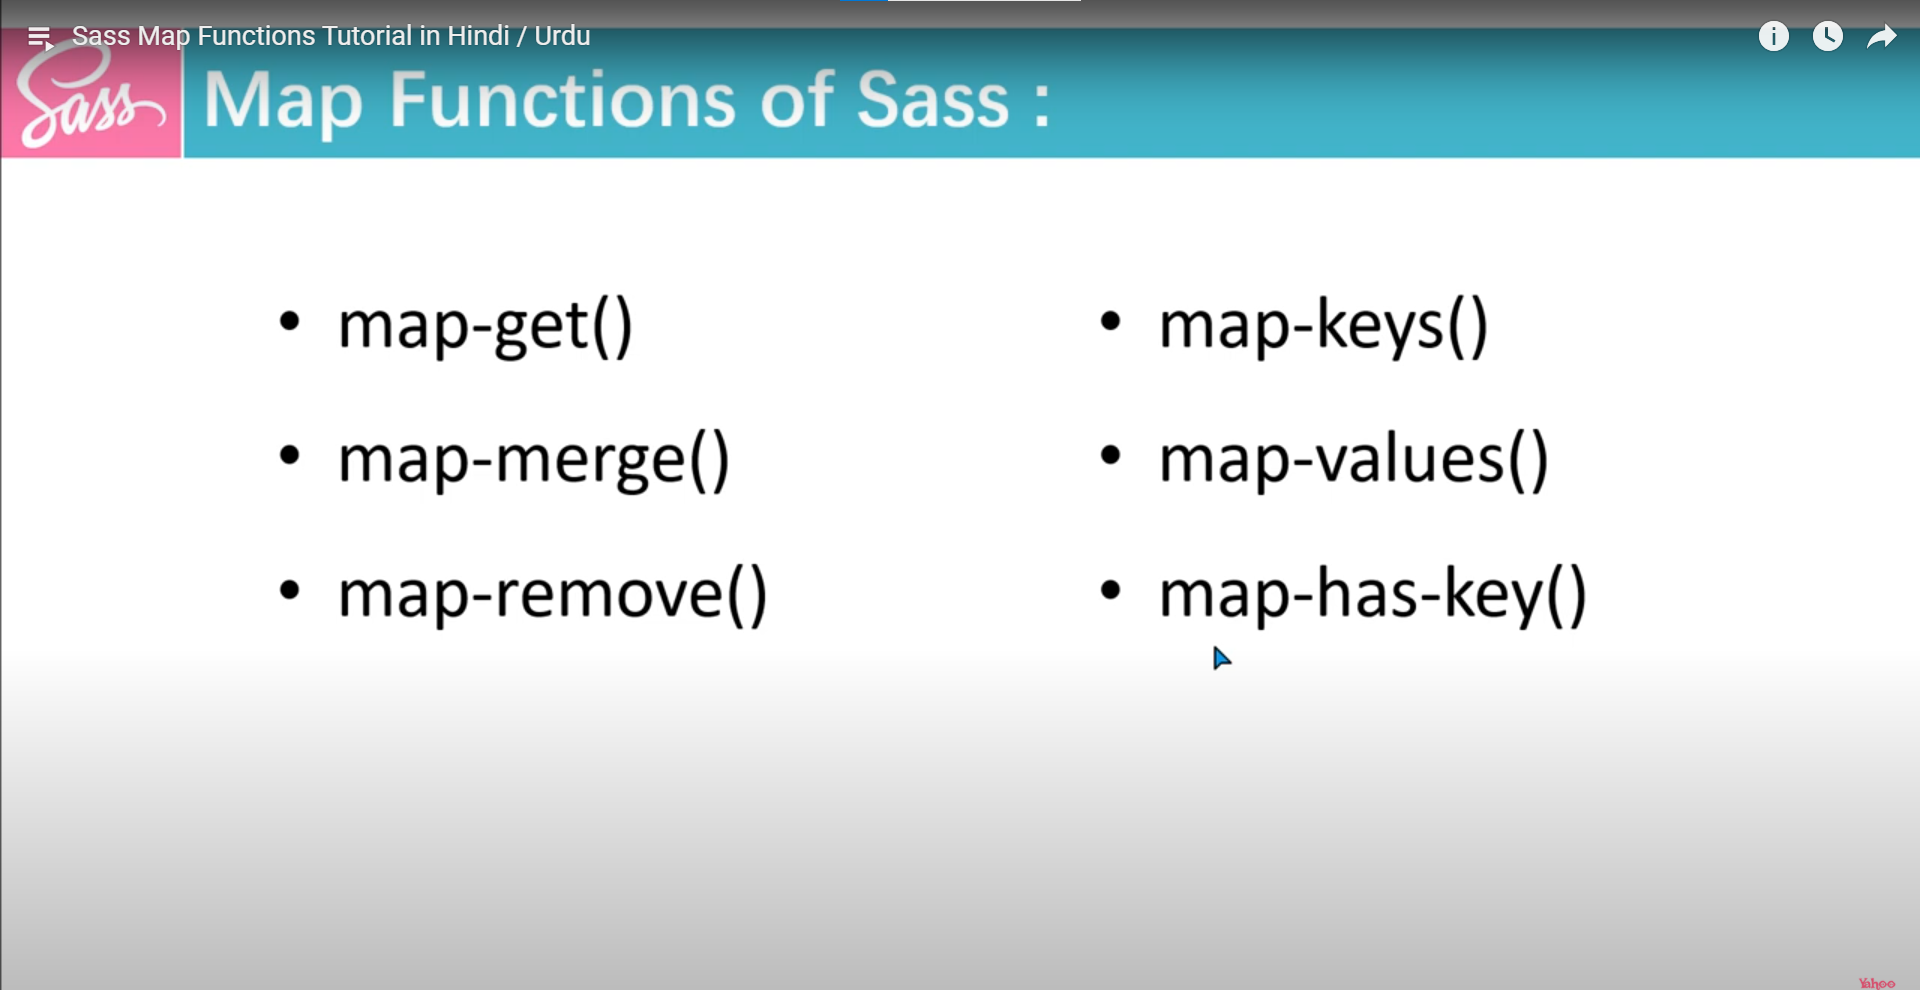 Sass Map Functions Tutorial in Hindi / Urdu
Sass
Map Functions of Sass :
• map-get()
• map-merge()
• map-remove()
• map-keys()
• map-values()
• map-has-key()
Yahoo